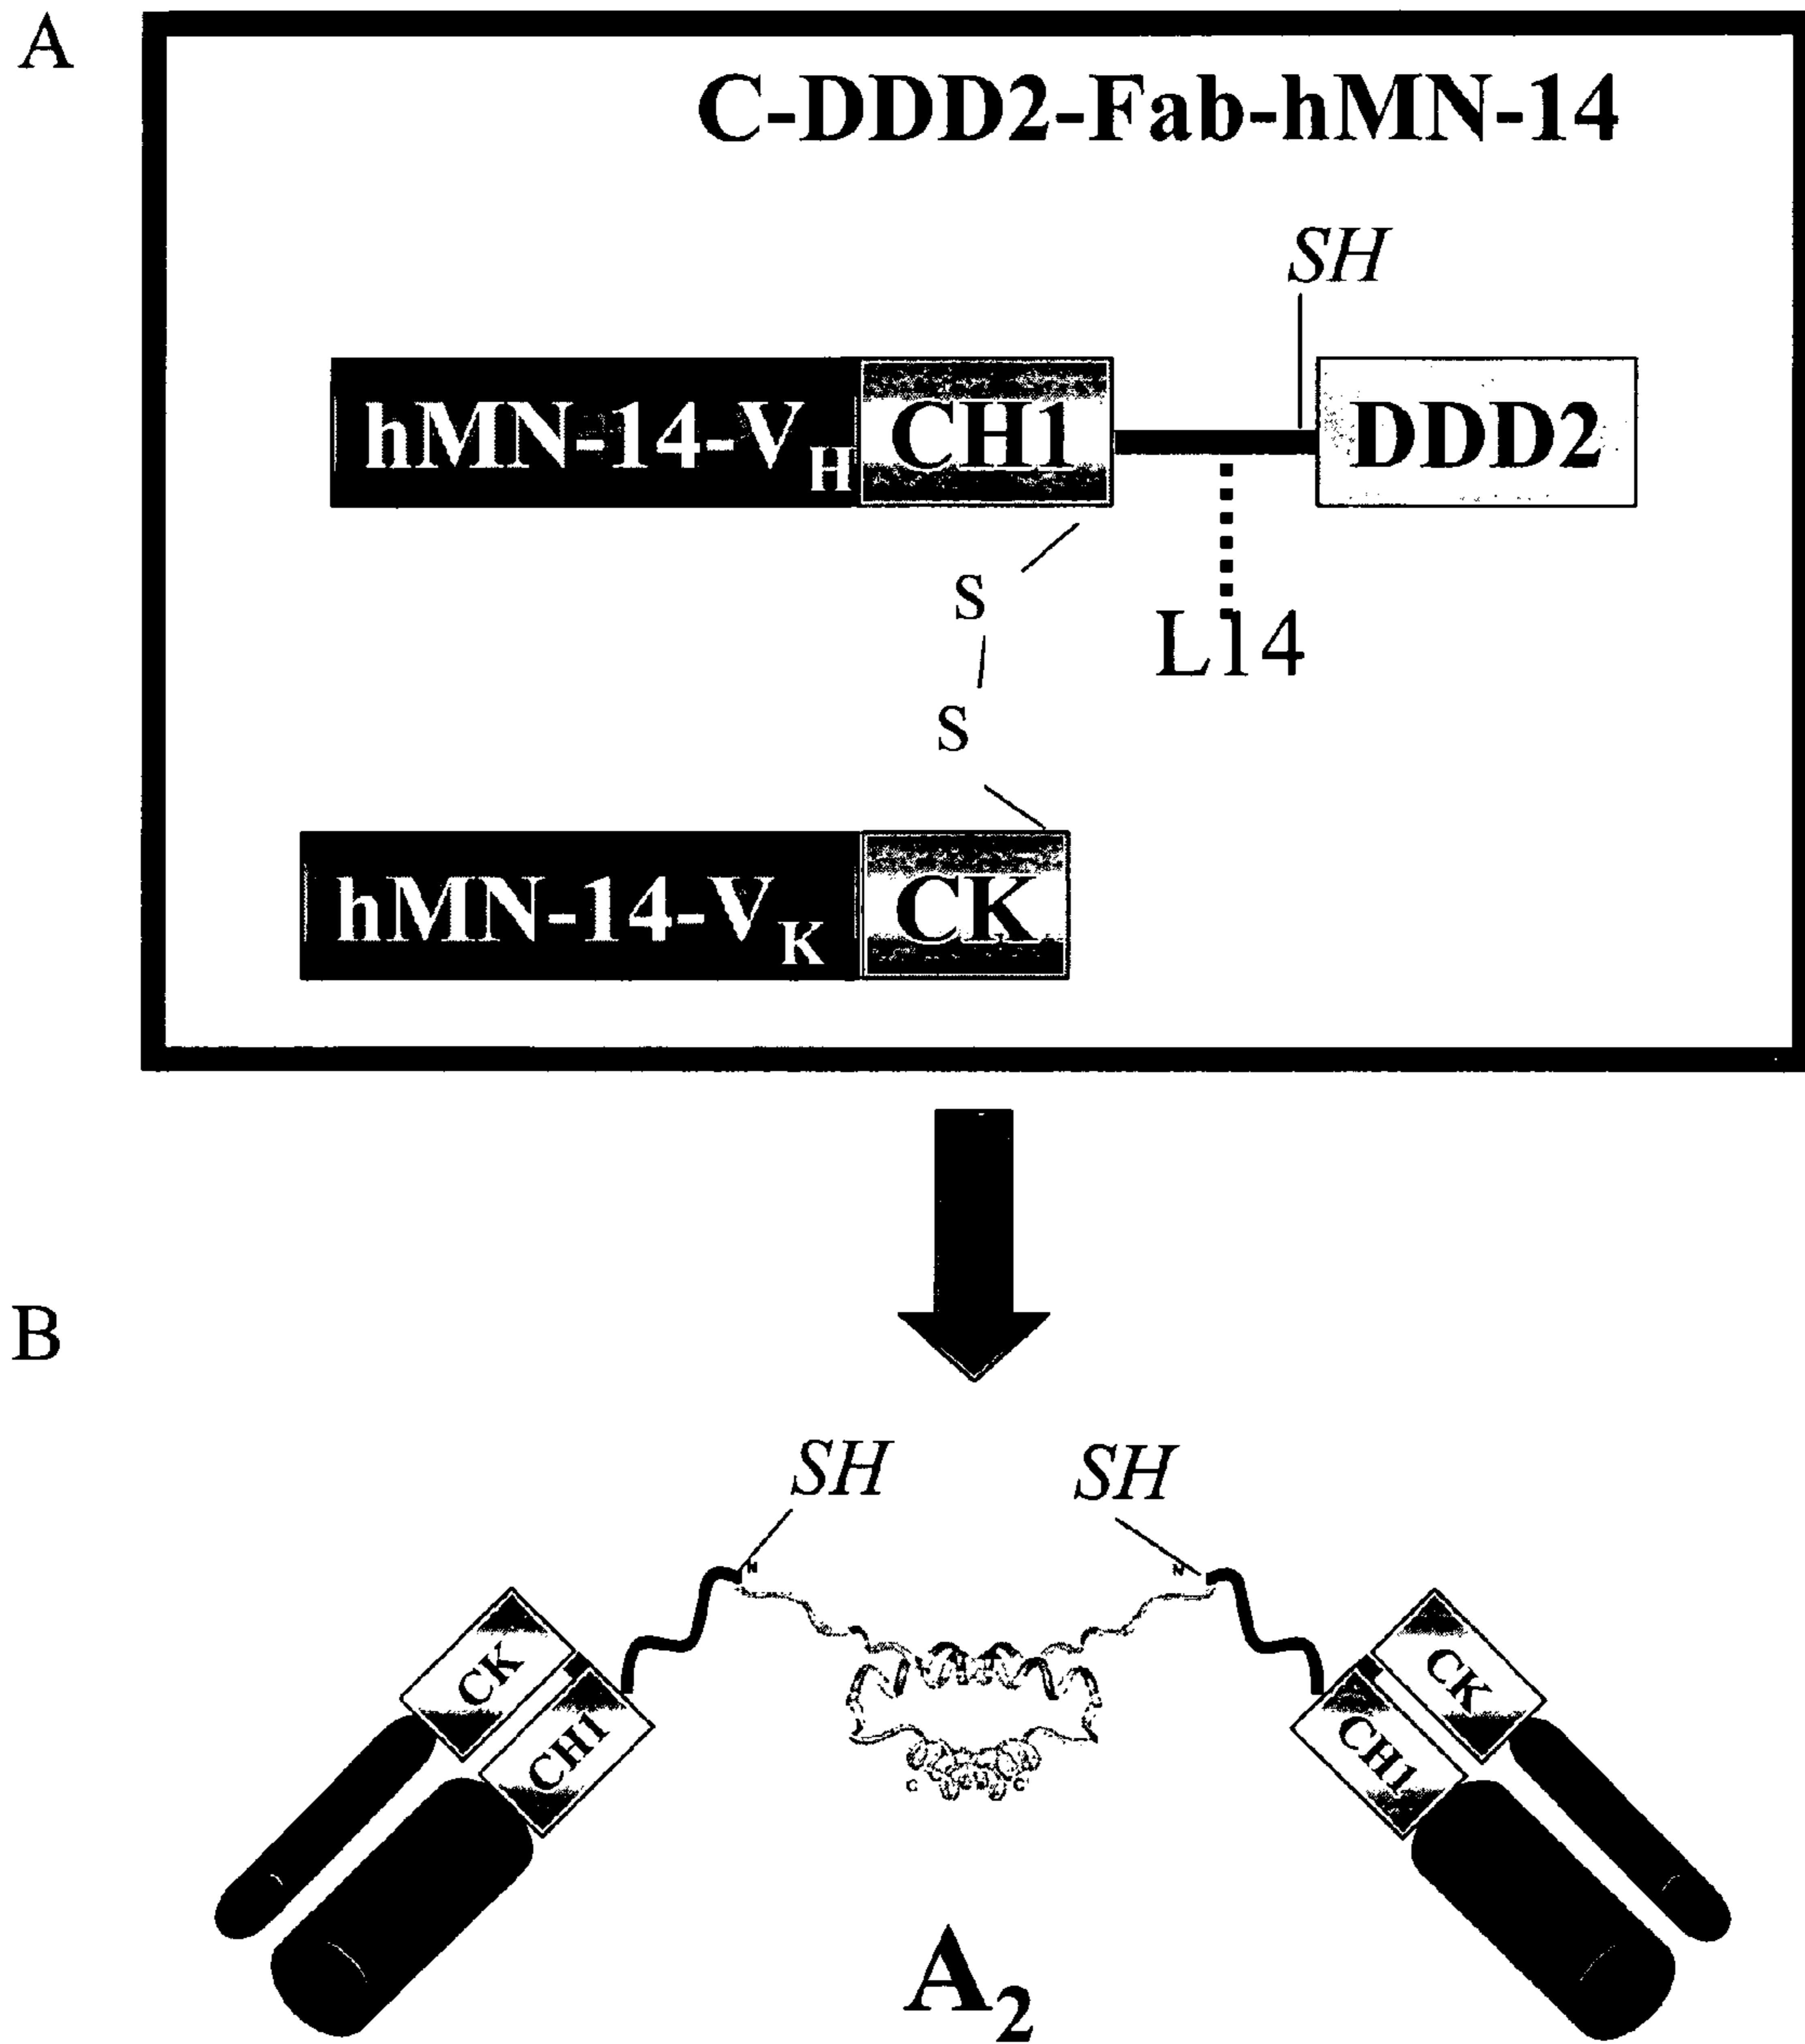 A
C-DDD2-Fab-hMN-14
SH
hMN-14-VH CH1 DDD2
S
L14
S
hMN-14-VK CK
B
SH SH
N N
CK CK
CH1 CH1
A2